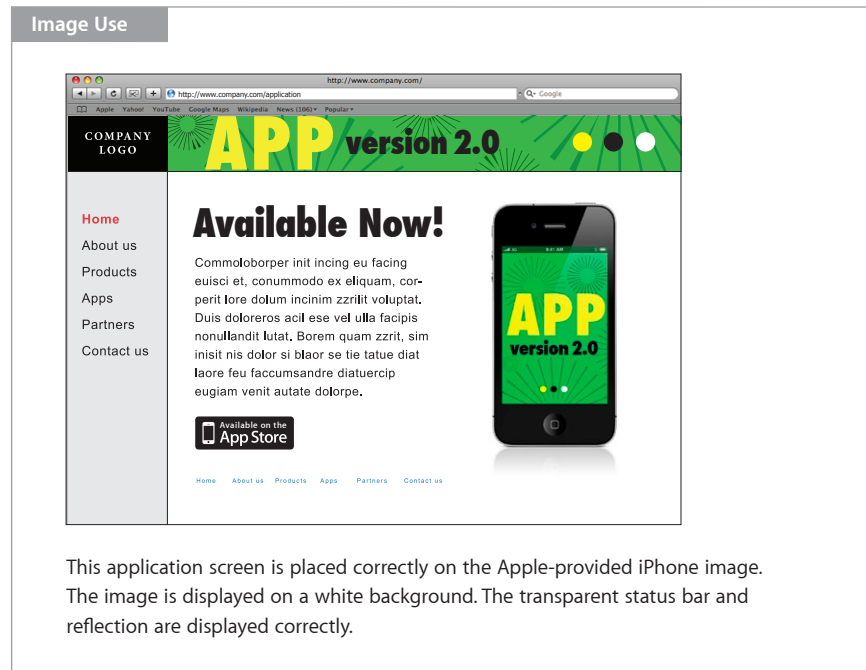 Image Use
http://www.company.com/
http://www.company.com/application
Google
Apple Yahoo! YouTube Google Maps Wikipedia News (106) Popular
COMPANY
LOGO
APP version 2.0
Home
About us
Products
Apps
Partners
Contact us
Available Now!
Commoloborper init incing eu facing
euisci et, conummodo ex eliquam, cor-
perit lore dolum incinim zzrilit voluptat.
Duis doloreros acil ese vel ulla facipis
nonullandit lutat. Borem quam zzrit, sim
inisit nis dolor si blaor se tie tatue diat
laore feu faccumsandre diatuercip
eugiam venit autate dolorpe.
Available on the
App Store
Home About us Products Apps Partners Contact us
9:41 AM
APP
version 2.0
This application screen is placed correctly on the Apple-provided iPhone image.
The image is displayed on a white background. The transparent status bar and
reflection are displayed correctly.